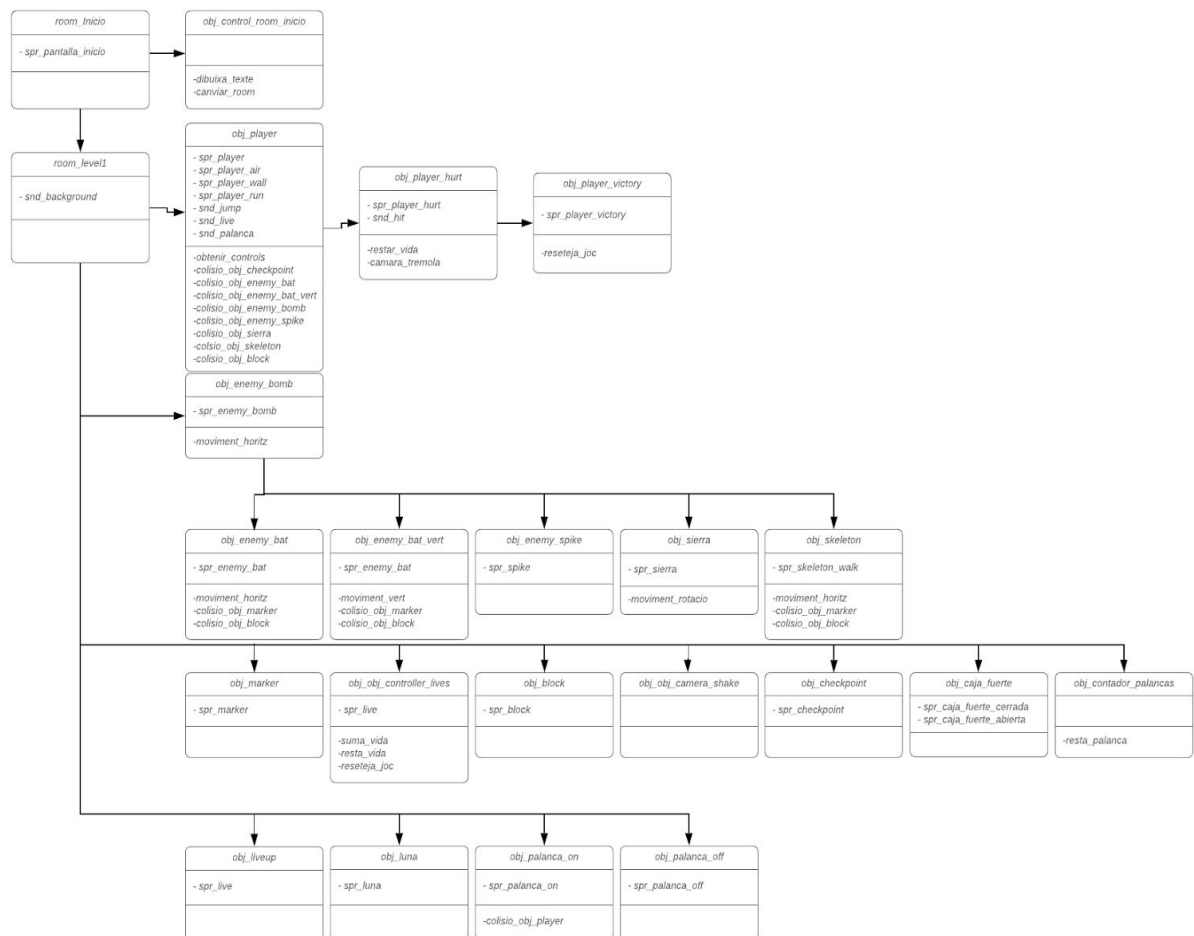 room_Inicio
- spr_pantalla_inicio
obj_control_room_inicio
-dibuixa_texte
-canviar_room
room_level1
- snd_background
obj_player
- spr_player
- spr_player_air
- spr_player_wall
- spr_player_run
- snd_jump
- snd_live
- snd_palanca
-obtenir_controls
-colisio_obj_checkpoint
-colisio_obj_enemy_bat
-colisio_obj_enemy_bat_vert
-colisio_obj_enemy_bomb
-colisio_obj_enemy_spike
-colisio_obj_sierra
-colsio_obj_skeleton
-colisio_obj_block
obj_player_hurt
- spr_player_hurt
- snd_hit
-restar_vida
-camara_tremola
obj_player_victory
- spr_player_victory
-reseteja_joc
obj_enemy_bomb
- spr_enemy_bomb
-moviment_horitz
obj_enemy_bat
- spr_enemy_bat
-moviment_horitz
-colisio_obj_marker
-colisio_obj_block
obj_enemy_bat_vert
- spr_enemy_bat
-moviment_vert
-colisio_obj_marker
-colisio_obj_block
obj_enemy_spike
- spr_spike
obj_sierra
- spr_sierra
-moviment_rotacio
obj_skeleton
- spr_skeleton_walk
-moviment_horitz
-colisio_obj_marker
-colisio_obj_block
obj_marker
- spr_marker
obj_obj_controller_lives
- spr_live
-suma_vida
-resta_vida
-reseteja_joc
obj_block
- spr_block
obj_obj_camera_shake
obj_checkpoint
- spr_checkpoint
obj_caja_fuerte
- spr_caja_fuerte_cerrada
- spr_caja_fuerte_abierta
obj_contador_palancas
-resta_palanca
obj_liveup
- spr_live
obj_luna
- spr_luna
obj_palanca_on
- spr_palanca_on
-colisio_obj_player
obj_palanca_off
- spr_palanca_off